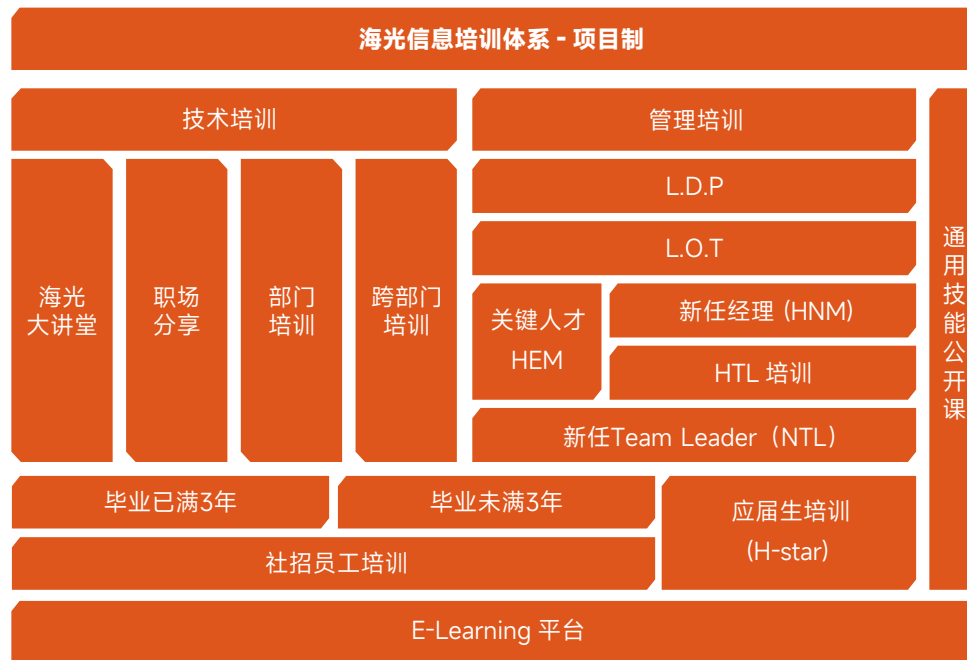 海光信息培训体系 - 项目制
技术培训
管理培训
海光
大讲堂
职场
分享
部门
培训
跨部门
培训
L.D.P
L.O.T
关键人才
HEM
新任经理 (HNM)
HTL 培训
新任Team Leader（NTL）
通用技能公开课
毕业已满3年
毕业未满3年
社招员工培训
应届生培训
(H-star)
E-Learning 平台